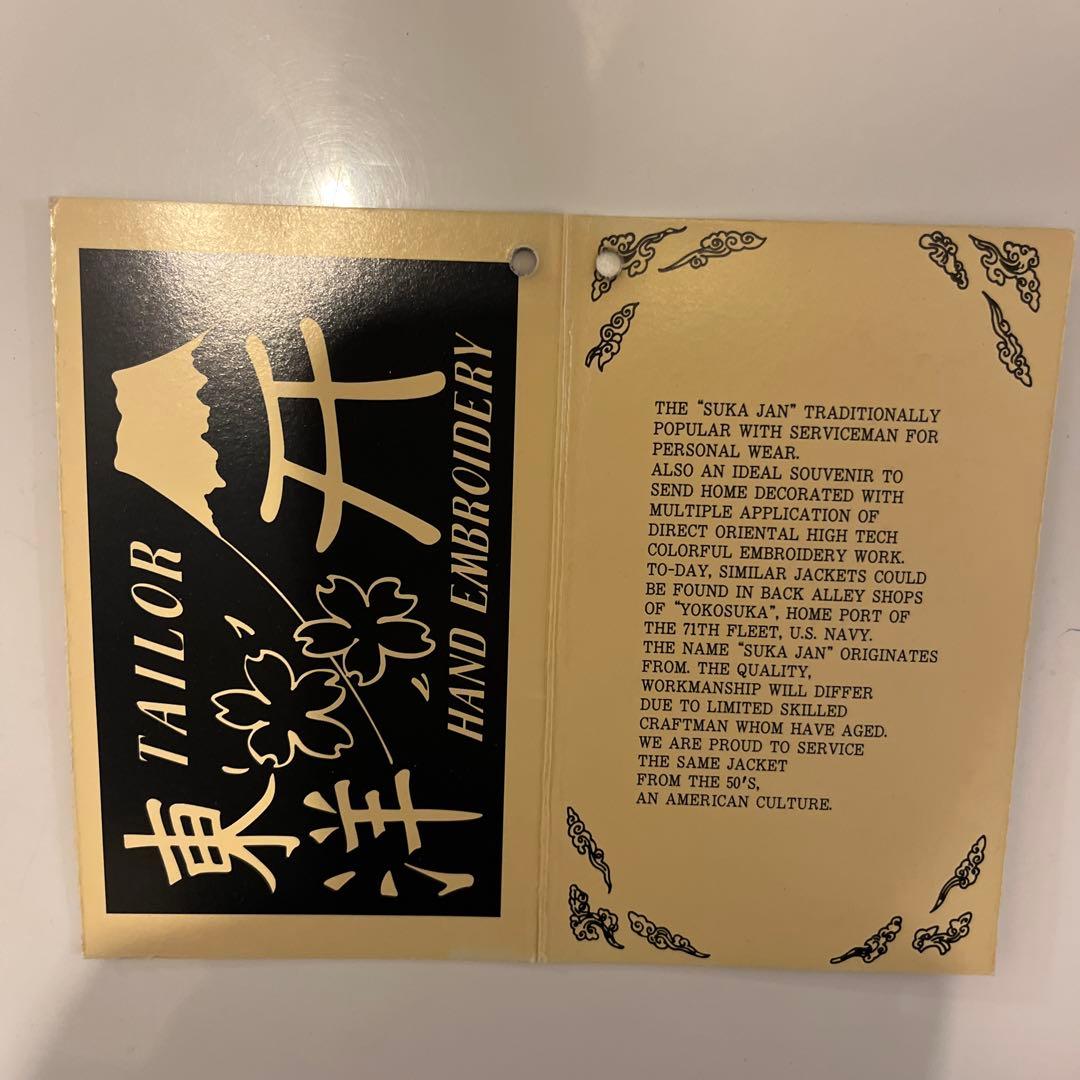 東洋
TAILOR
HAND EMBROIDERY
THE "SUKA JAN" TRADITIONALLY
POPULAR WITH SERVICEMAN FOR
PERSONAL WEAR.
ALSO AN IDEAL SOUVENIR TO
SEND HOME DECORATED WITH
MULTIPLE APPLICATION OF
DIRECT ORIENTAL HIGH TECH
COLORFUL EMBROIDERY WORK.
TO-DAY, SIMILAR JACKETS COULD
BE FOUND IN BACK ALLEY SHOPS
OF "YOKOSUKA", HOME PORT OF
THE 71TH FLEET, U.S. NAVY.
THE NAME "SUKA JAN" ORIGINATES
FROM. THE QUALITY,
WORKMANSHIP WILL DIFFER
DUE TO LIMITED SKILLED
CRAFTMAN WHOM HAVE AGED.
WE ARE PROUD TO SERVICE
THE SAME JACKET
FROM THE 50'S,
AN AMERICAN CULTURE.